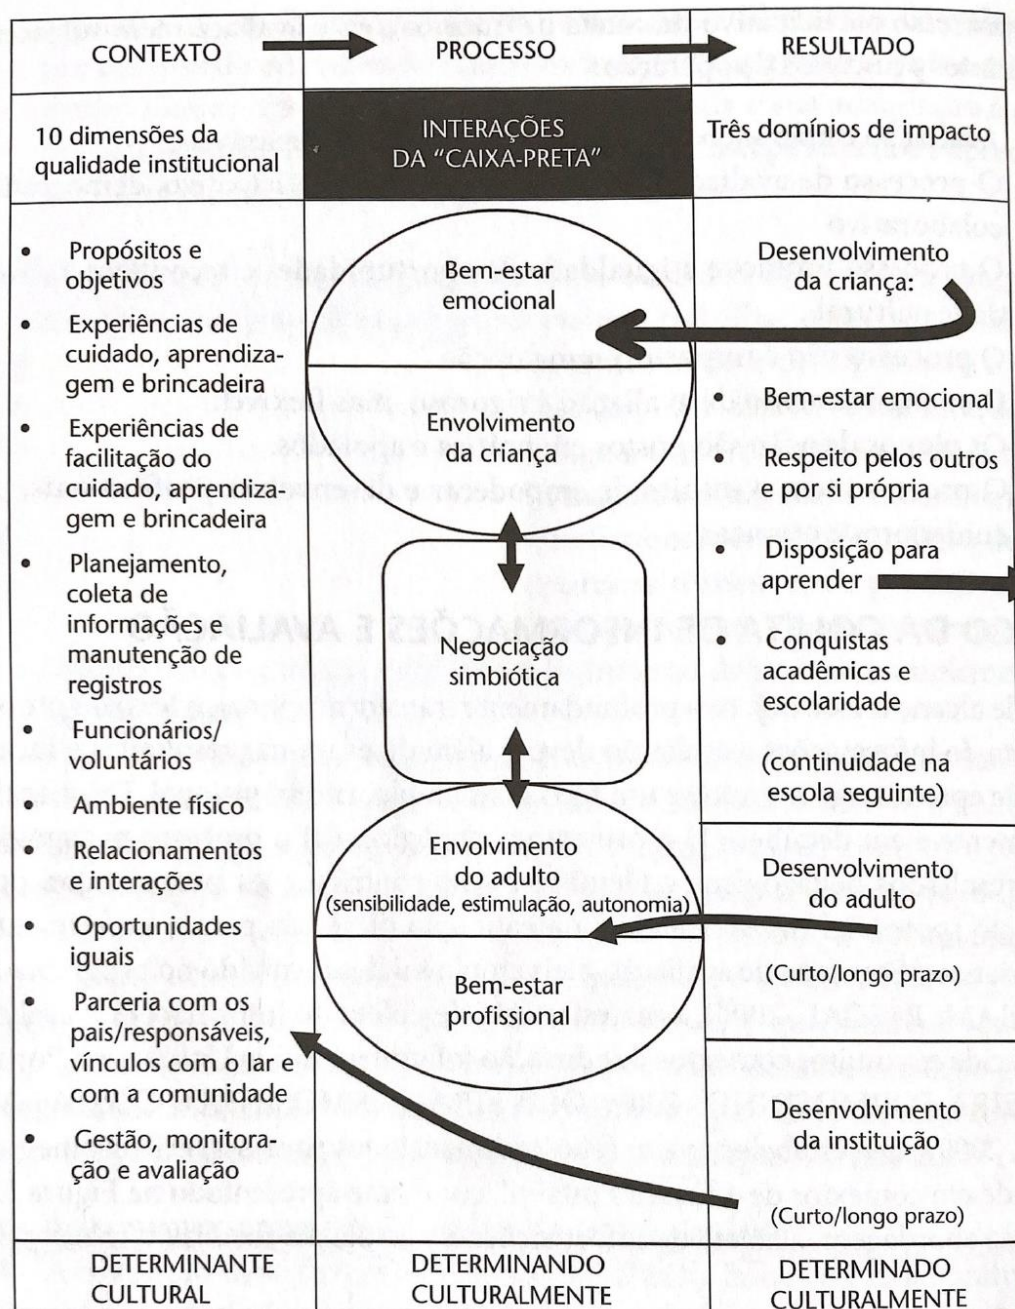 CONTEXTO
PROCESSO
RESULTADO
10 dimensões da
qualidade institucional
INTERAÇÕES
DA “CAIXA-PRETA”
Três domínios de impacto
• Propósitos e
objetivos
• Experiências de
cuidado, aprendiza-
gem e brincadeira
• Experiências de
facilitação do
cuidado, aprendiza-
gem e brincadeira
• Planejamento,
coleta de
informações e
manutenção de
registros
• Funcionários/
voluntários
• Ambiente físico
• Relacionamentos
e interações
• Oportunidades
iguais
• Parceria com os
pais/responsáveis,
vínculos com o lar e
com a comunidade
• Gestão, monitora-
ção e avaliação
Bem-estar
emocional
Envolvimento
da criança
Negociação
simbiótica
Envolvimento
do adulto
(sensibilidade, estimulação, autonomia)
Bem-estar
profissional
Desenvolvimento
da criança:
• Bem-estar emocional
• Respeito pelos outros
e por si própria
• Disposição para
aprender
• Conquistas
acadêmicas e
escolaridade
(continuidade na
escola seguinte)
Desenvolvimento
do adulto
(Curto/longo prazo)
Desenvolvimento
da instituição
(Curto/longo prazo)
DETERMINANTE
CULTURAL
DETERMINANDO
CULTURALMENTE
DETERMINADO
CULTURALMENTE